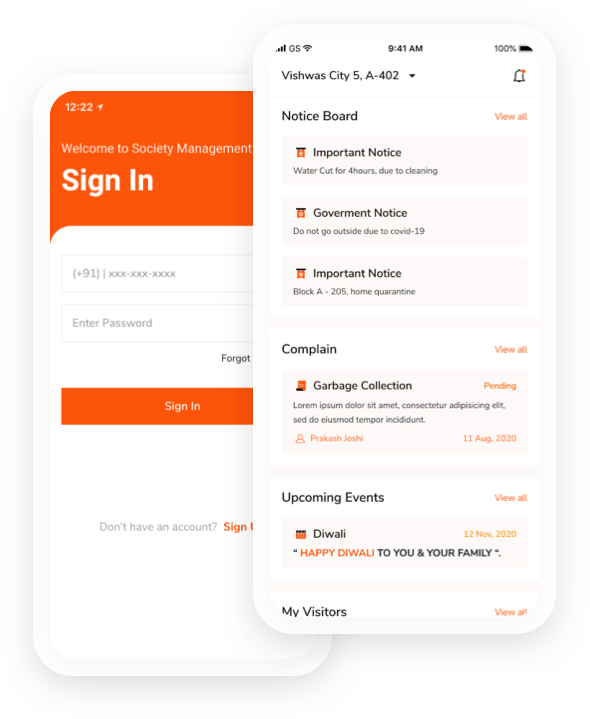 12:22
Welcome to Society Management
Sign In
(+91) | xxx-xxx-xxxx
Enter Password
Forgot
Sign In
Don't have an account? Sign
GS
9:41 AM
100%
Vishwas City 5, A-402
Notice Board
View all
Important Notice
Water Cut for 4hours, due to cleaning
Goverment Notice
Do not go outside due to covid-19
Important Notice
Block A - 205, home quarantine
Complain
View all
Garbage Collection
Pending
Lorem ipsum dolor sit amet, consectetur adipisicing elit,
sed do eiusmod tempor incididunt.
Prakash Joshi
11 Aug, 2020
Upcoming Events
View all
Diwali
12 Nov, 2020
“ HAPPY DIWALI TO YOU & YOUR FAMILY “.
My Visitors
View all